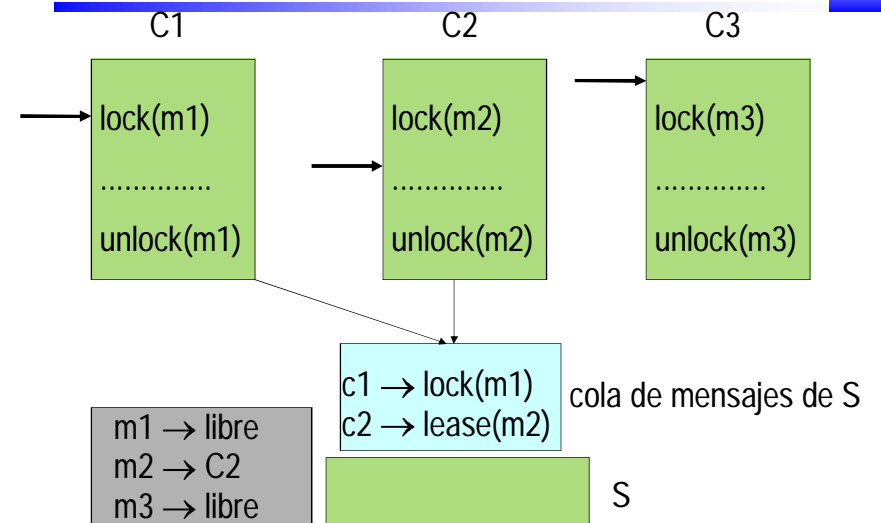 C1
C2
C3
lock(m1)
..............
unlock(m1)
lock(m2)
..............
unlock(m2)
lock(m3)
..............
unlock(m3)
c1 → lock(m1)
c2 → lease(m2)
cola de mensajes de S
m1 → libre
m2 → C2
m3 → libre
S